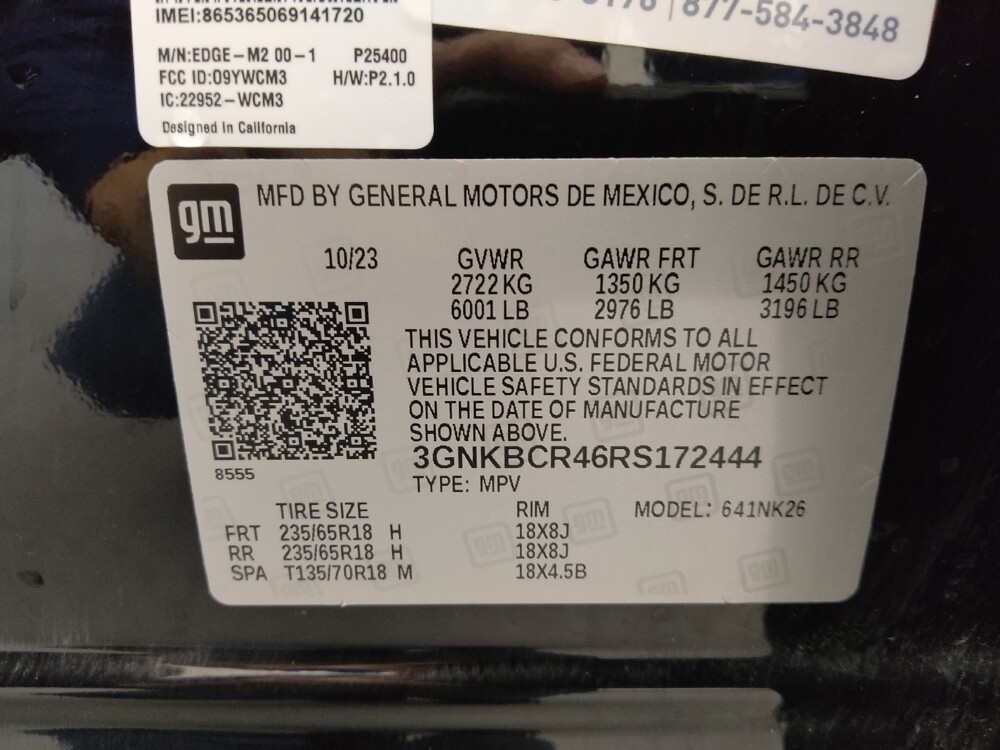 IMEI:865365069141720
877-584-3848
M/N:EDGE-M2 00-1 P25400
FCC ID:O9YWCM3 H/W:P2.1.0
IC:22952-WCM3
Designed In California
gm MFD BY GENERAL MOTORS DE MEXICO, S. DE R.L. DE C.V.
10/23 GVWR GAWR FRT GAWR RR
2722 KG 1350 KG 1450 KG
6001 LB 2976 LB 3196 LB
THIS VEHICLE CONFORMS TO ALL
APPLICABLE U.S. FEDERAL MOTOR
VEHICLE SAFETY STANDARDS IN EFFECT
ON THE DATE OF MANUFACTURE
SHOWN ABOVE.
3GNKBCR46RS172444
8555
TYPE: MPV
TIRE SIZE RIM MODEL: 641NK26
FRT 235/65R18 H 18X8J
RR 235/65R18 H 18X8J
SPA T135/70R18 M 18X4.5B